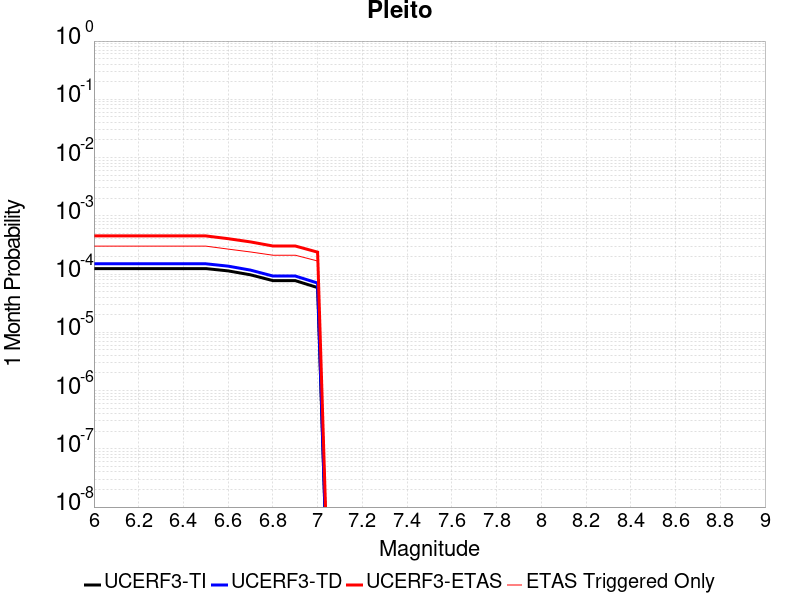 Pleito
10^0
10^-1
10^-2
10^-3
10^-4
10^-5
10^-6
10^-7
10^-8
1 Month Probability
6 6.2 6.4 6.6 6.8 7 7.2 7.4 7.6 7.8 8 8.2 8.4 8.6 8.8 9
Magnitude
UCERF3-TI UCERF3-TD UCERF3-ETAS ETAS Triggered Only